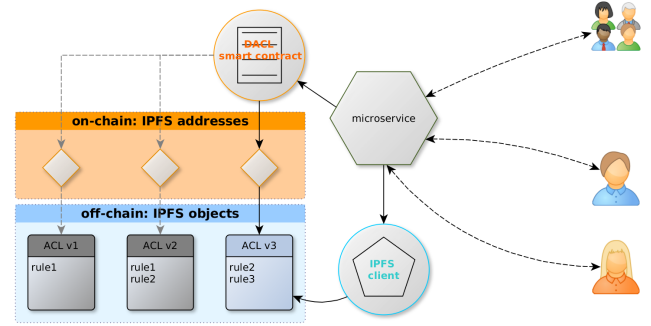 DACL
smart contract
on-chain: IPFS addresses
microservice
off-chain: IPFS objects
ACL v1
rule1
ACL v2
rule1
rule2
ACL v3
rule2
rule3
IPFS
client